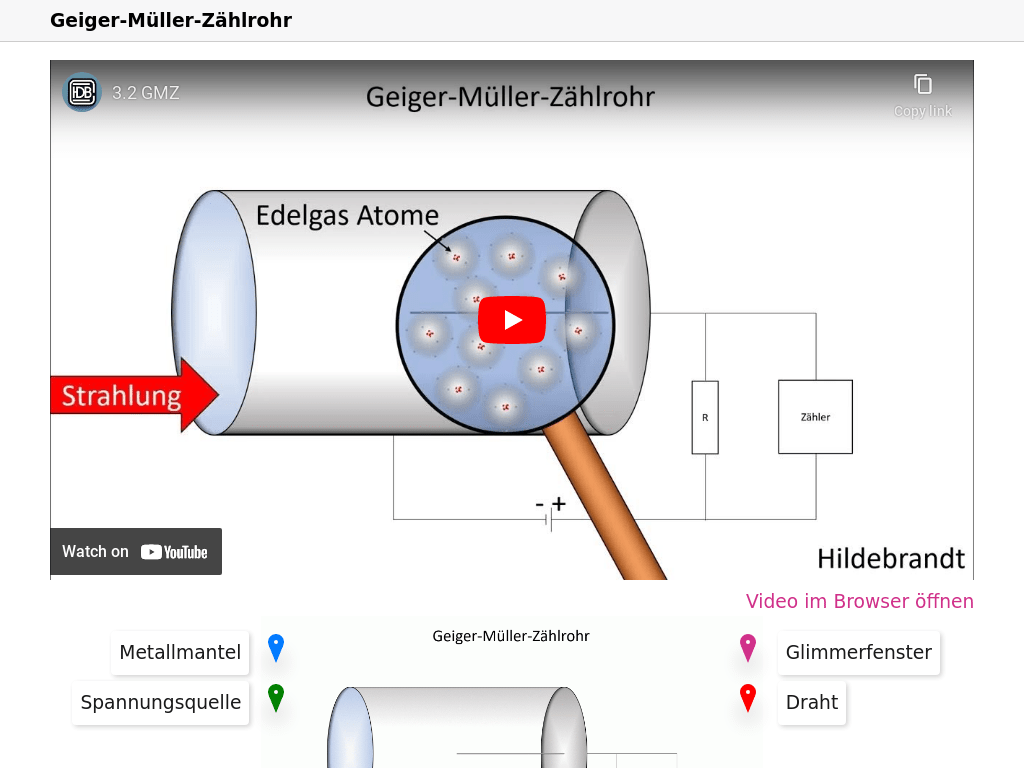 Geiger-Müller-Zählrohr
3.2 GMZ
Geiger-Müller-Zählrohr
Copy link
Edelgas Atome
Strahlung
R
Zähler
- +
Watch on YouTube
Hildebrandt
Video im Browser öffnen
Geiger-Müller-Zählrohr
Metallmantel
Glimmerfenster
Spannungsquelle
Draht